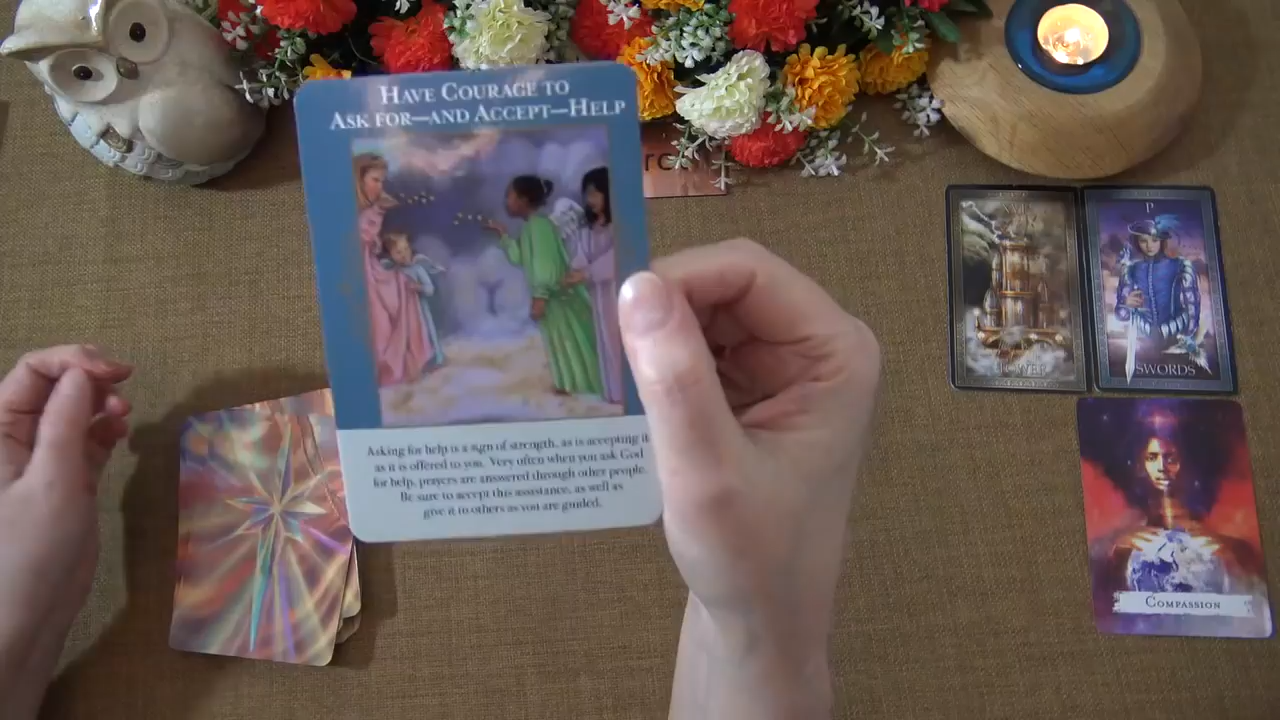 HAVE COURAGE TO
ASK FOR—AND ACCEPT—HELP
Asking for help is a sign of strength, as is accepting it
as it is offered to you. Very often when you ask God
for help, prayers are answered through other people.
Be sure to accept this assistance, as well as
give it to others as you are guided.
P
TOWER
SWORDS
COMPASSION